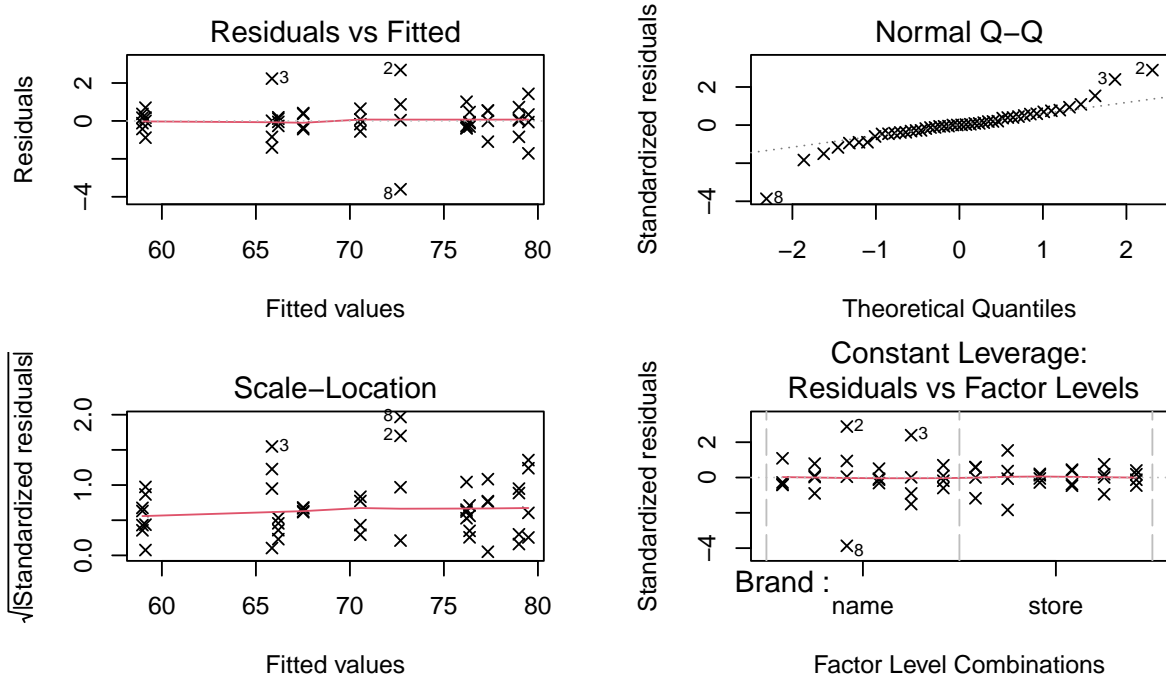 Residuals vs Fitted
Residuals
2
0
−4
3
2
8
60 65 70 75 80
Fitted values
Normal Q−Q
Standardized residuals
2
0
−4
8
3
2
−2 −1 0 1 2
Theoretical Quantiles
Scale−Location
√|Standardized residuals|
2.0
1.0
0.0
3
8
2
60 65 70 75 80
Fitted values
Constant Leverage:
Residuals vs Factor Levels
Standardized residuals
2
0
−4
2
3
8
Brand :
name store
Factor Level Combinations